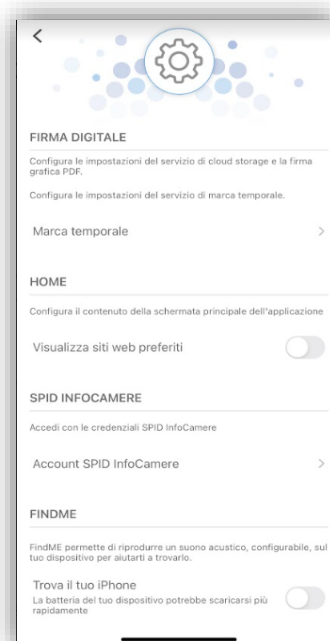 FIRMA DIGITALE
Configura le impostazioni del servizio di cloud storage e la firma
grafica PDF.
Configura le impostazioni del servizio di marca temporale.
Marca temporale
HOME
Configura il contenuto della schermata principale dell'applicazione
Visualizza siti web preferiti
SPID INFOCAMERE
Accedi con le credenziali SPID InfoCamere
Account SPID InfoCamere
FINDME
FindME permette di riprodurre un suono acustico, configurabile, sul
tuo dispositivo per aiutarti a trovarlo.
Trova il tuo iPhone
La batteria del tuo dispositivo potrebbe scaricarsi più
rapidamente